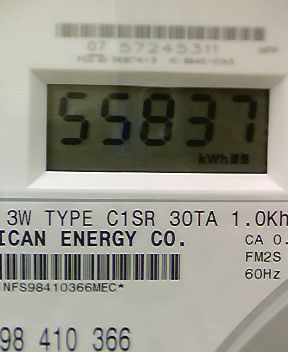 07 57245311
55837
kWh
3W TYPE C1SR 30TA 1.0Kh
ICAN ENERGY CO.
CA 0.
FM2S
NFS98410366MEC*
60Hz
98 410 366